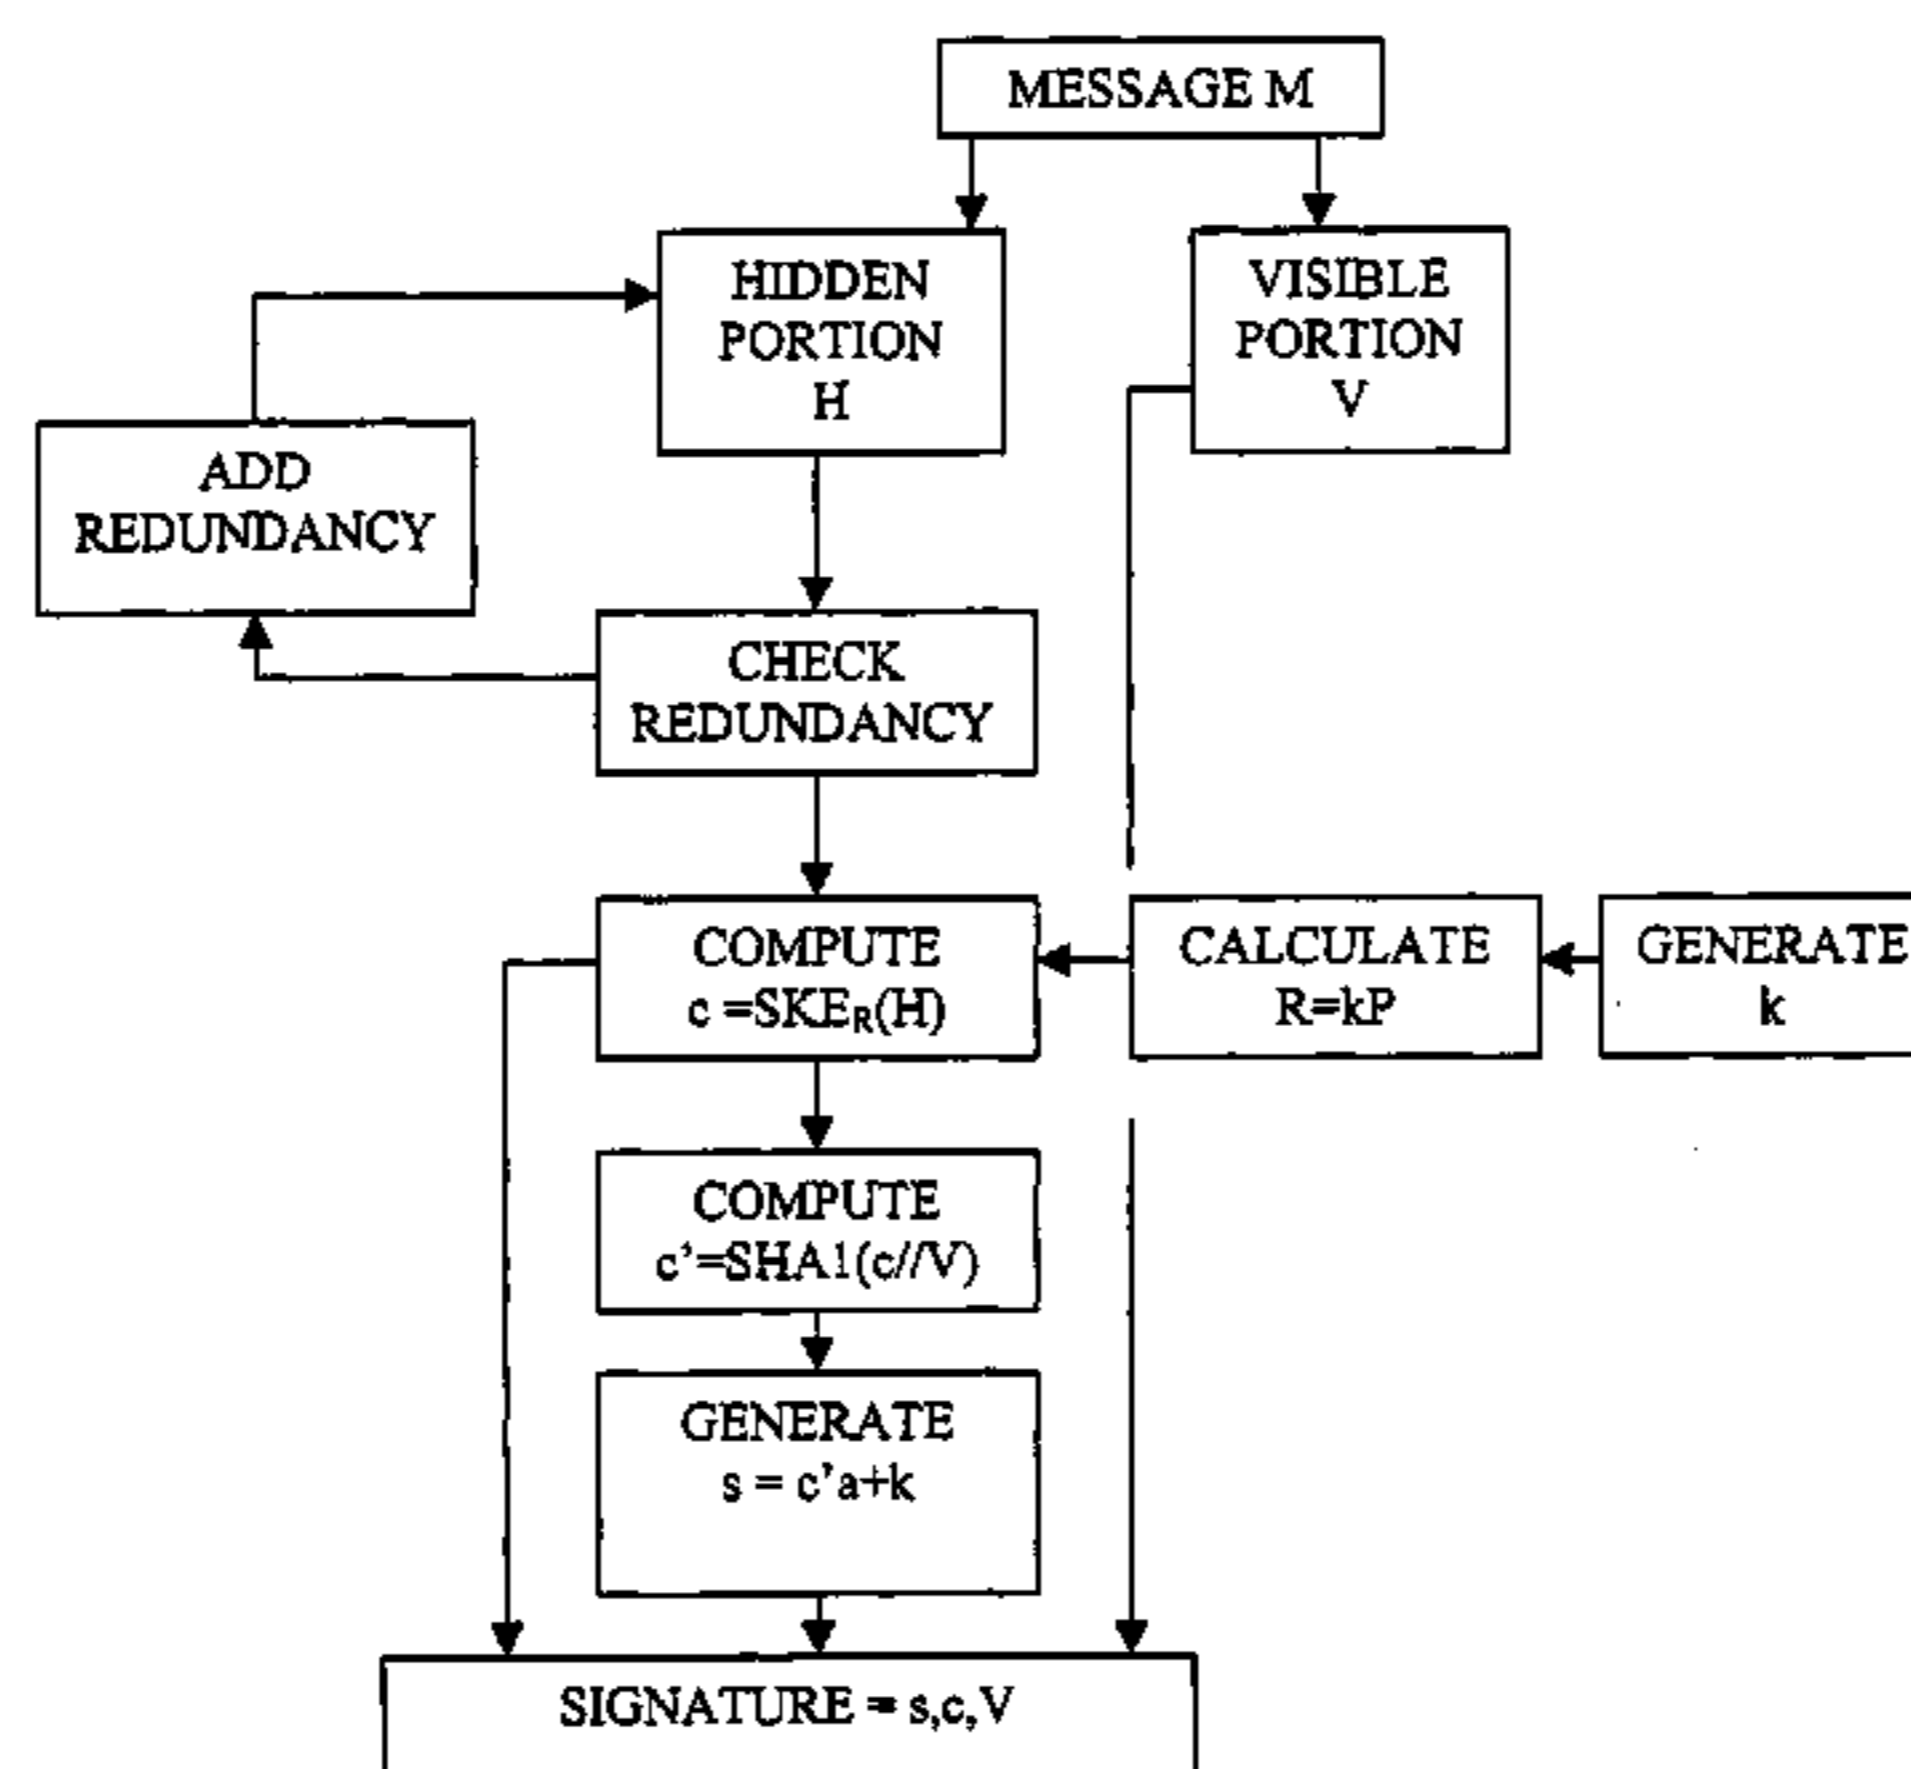 MESSAGE M
HIDDEN
PORTION
H
VISIBLE
PORTION
V
ADD
REDUNDANCY
CHECK
REDUNDANCY
COMPUTE
c =SKER(H)
CALCULATE
R=kP
GENERATE
k
COMPUTE
c’=SHA1(c//V)
GENERATE
s = c’a+k
SIGNATURE = s,c,V